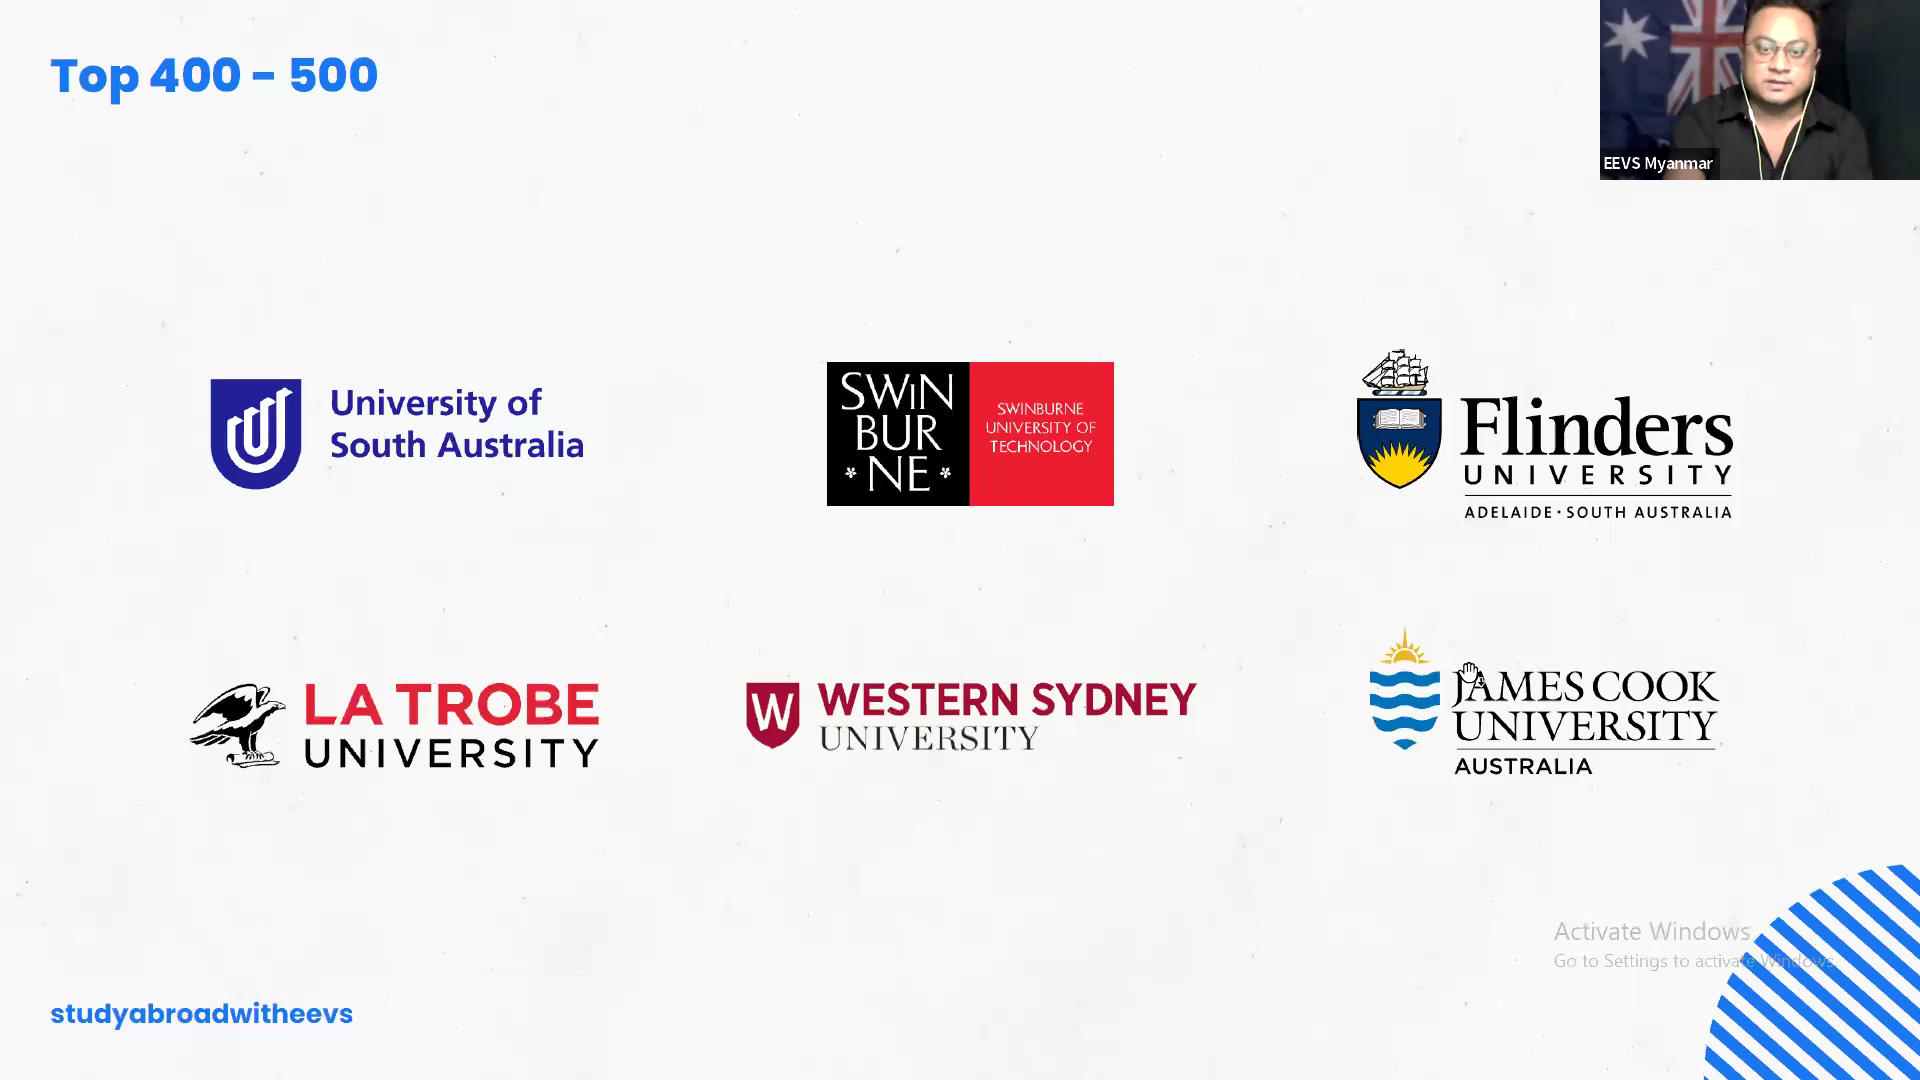 Top 400 - 500
EEVS Myanmar
University of
South Australia
SWIN
BUR
NE
SWINBURNE
UNIVERSITY OF
TECHNOLOGY
Flinders
UNIVERSITY
ADELAIDE · SOUTH AUSTRALIA
LA TROBE
UNIVERSITY
W
WESTERN SYDNEY
UNIVERSITY
JAMES COOK
UNIVERSITY
AUSTRALIA
Activate Windows
Go to Settings to activate Windows.
studyabroadwitheevs